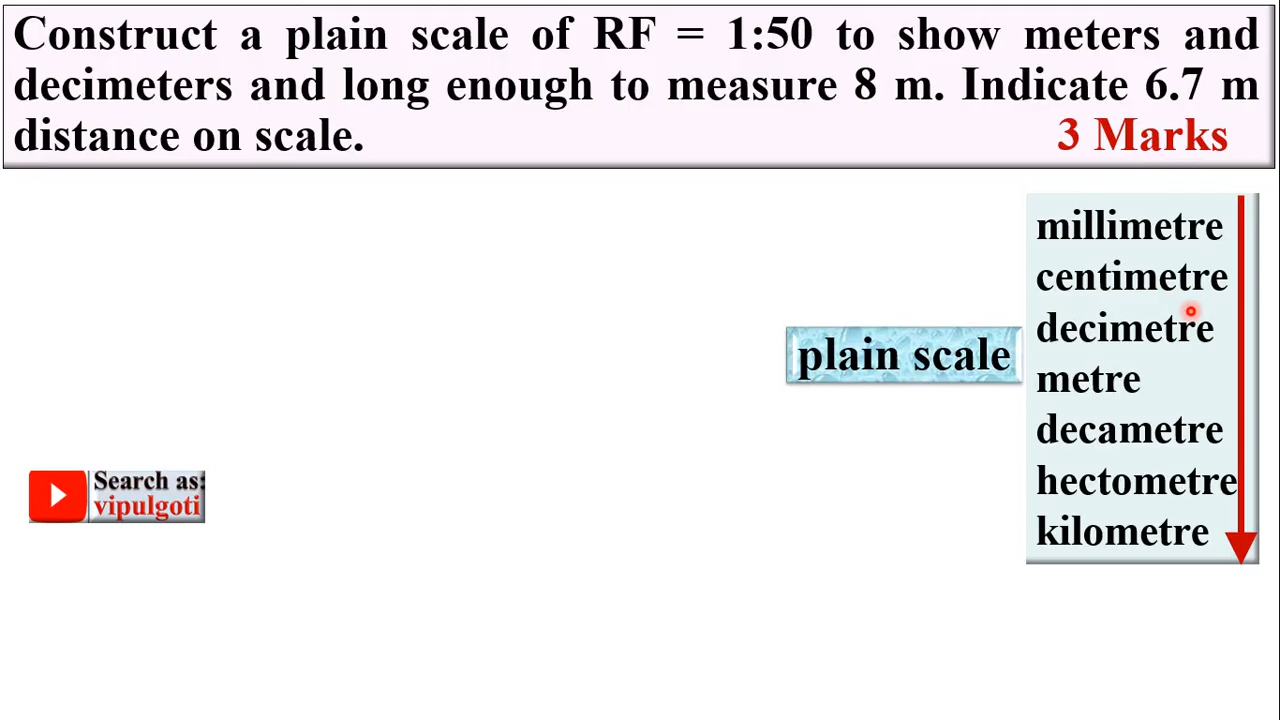 Construct a plain scale of RF = 1:50 to show meters and
decimeters and long enough to measure 8 m. Indicate 6.7 m
distance on scale. 3 Marks
millimetre
centimetre
decimetre
plain scale
metre
decametre
hectometre
kilometre
Search as:
vipulgoti